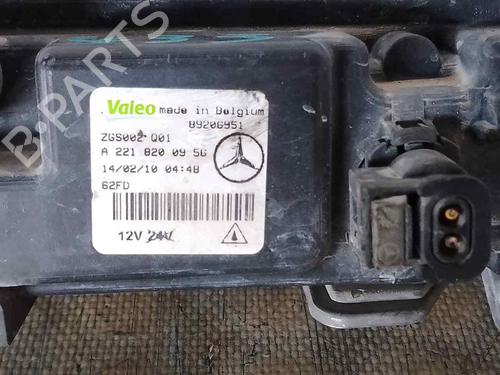 B-PARTS
Valeo made in Belgium
89206951
ZGS002 Q01
A 221 820 09 56
14/02/10 04:48
62FD
12V 24V